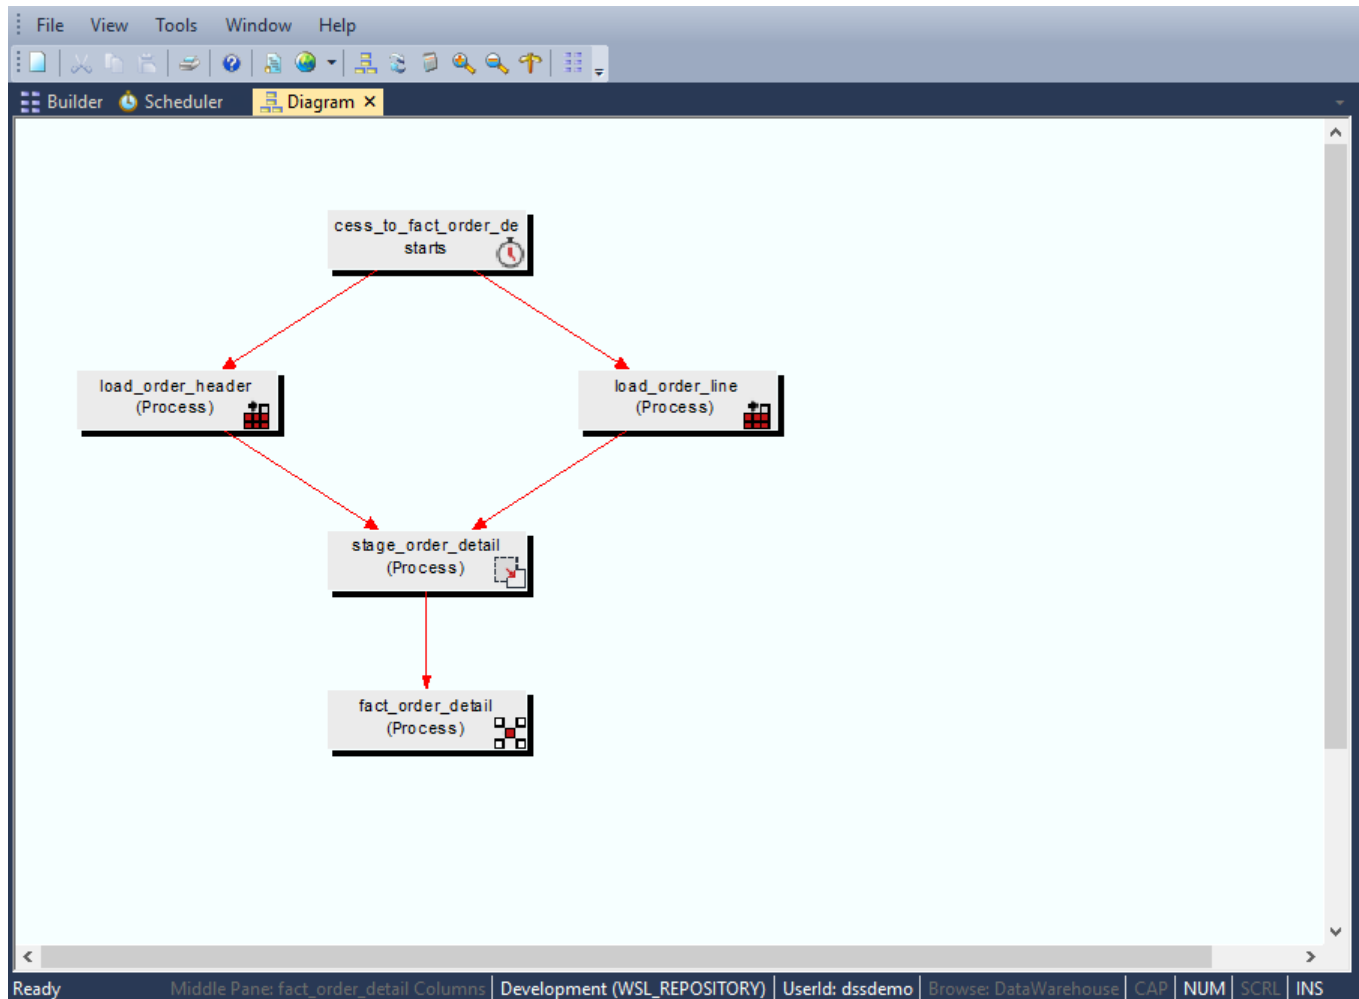 File View Tools Window Help
Builder Scheduler Diagram
cess_to_fact_order_de
starts
load_order_header
(Process)
load_order_line
(Process)
stage_order_detail
(Process)
fact_order_detail
(Process)
Ready Middle Pane: fact_order_detail Columns Development (WSL_REPOSITORY) UserId: dssdemo Browse: DataWarehouse CAP NUM SCRL INS